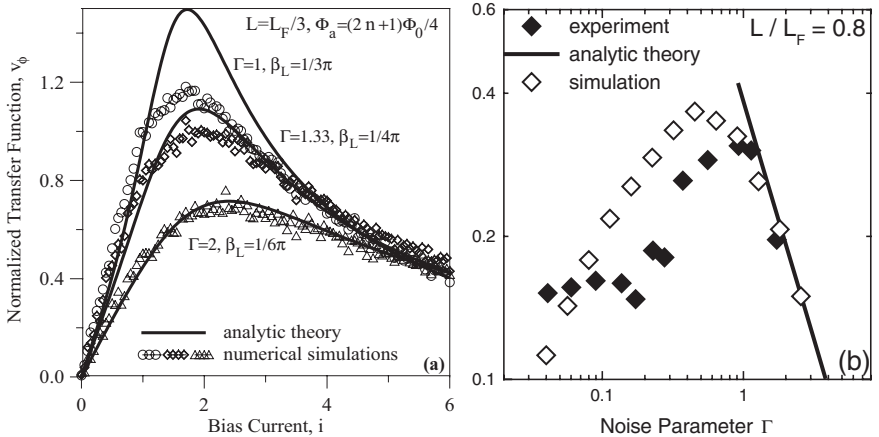 L=L_F/3, Φ_a=(2 n+1)Φ_0/4
Γ=1, β_L=1/3π
Γ=1.33, β_L=1/4π
Γ=2, β_L=1/6π
analytic theory
numerical simulations
(a)
Normalized Transfer Function, v_ϕ
1.2
0.8
0.4
0.0
0 2 4 6
Bias Current, i
experiment
L / L_F = 0.8
analytic theory
simulation
(b)
0.6
0.4
0.2
0.1
0.1 1 10
Noise Parameter Γ